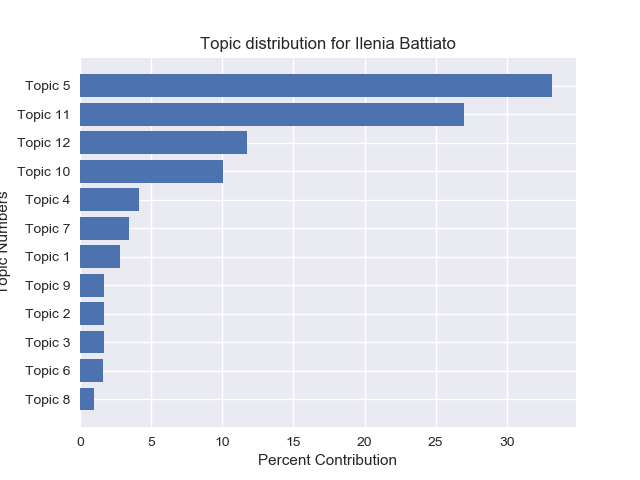 Topic distribution for Ilenia Battiato
Topic 5
Topic 11
Topic 12
Topic 10
Topic 4
Topic 7
Topic 1
Topic 9
Topic 2
Topic 3
Topic 6
Topic 8
Topic Numbers
0 5 10 15 20 25 30
Percent Contribution